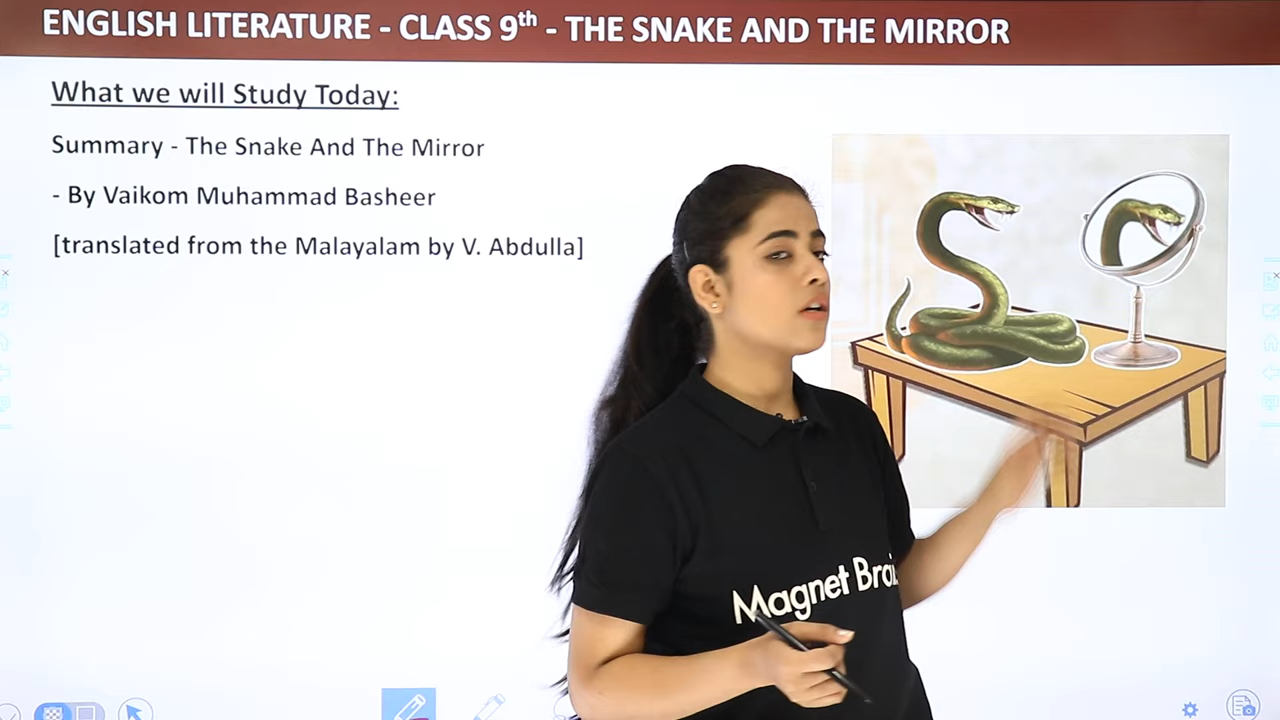 ENGLISH LITERATURE - CLASS 9th - THE SNAKE AND THE MIRROR
What we will Study Today:
Summary - The Snake And The Mirror
- By Vaikom Muhammad Basheer
[translated from the Malayalam by V. Abdulla]
Magnet